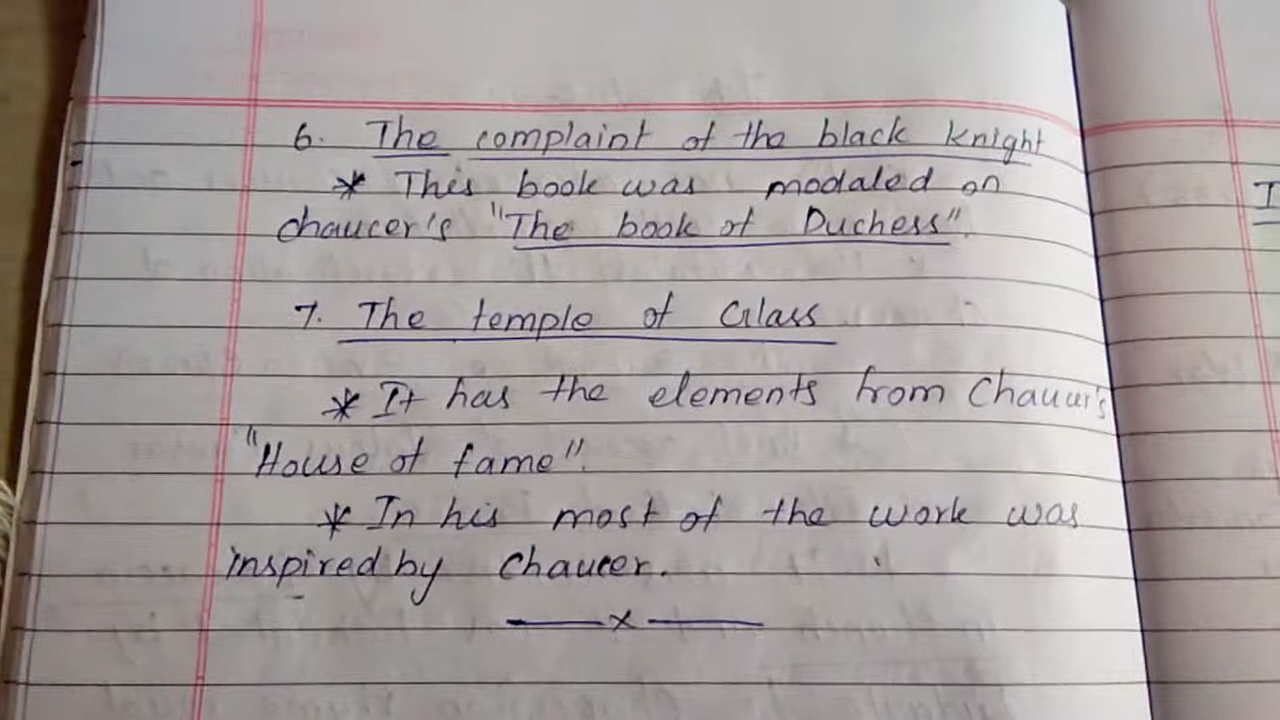 6. The complaint of the black knight
* This book was modaled on
chaucer's "The book of Duchess".
7. The temple of Glass
* It has the elements from Chaucer's
"House of fame".
* In his most of the work was
inspired by Chaucer.
x
I